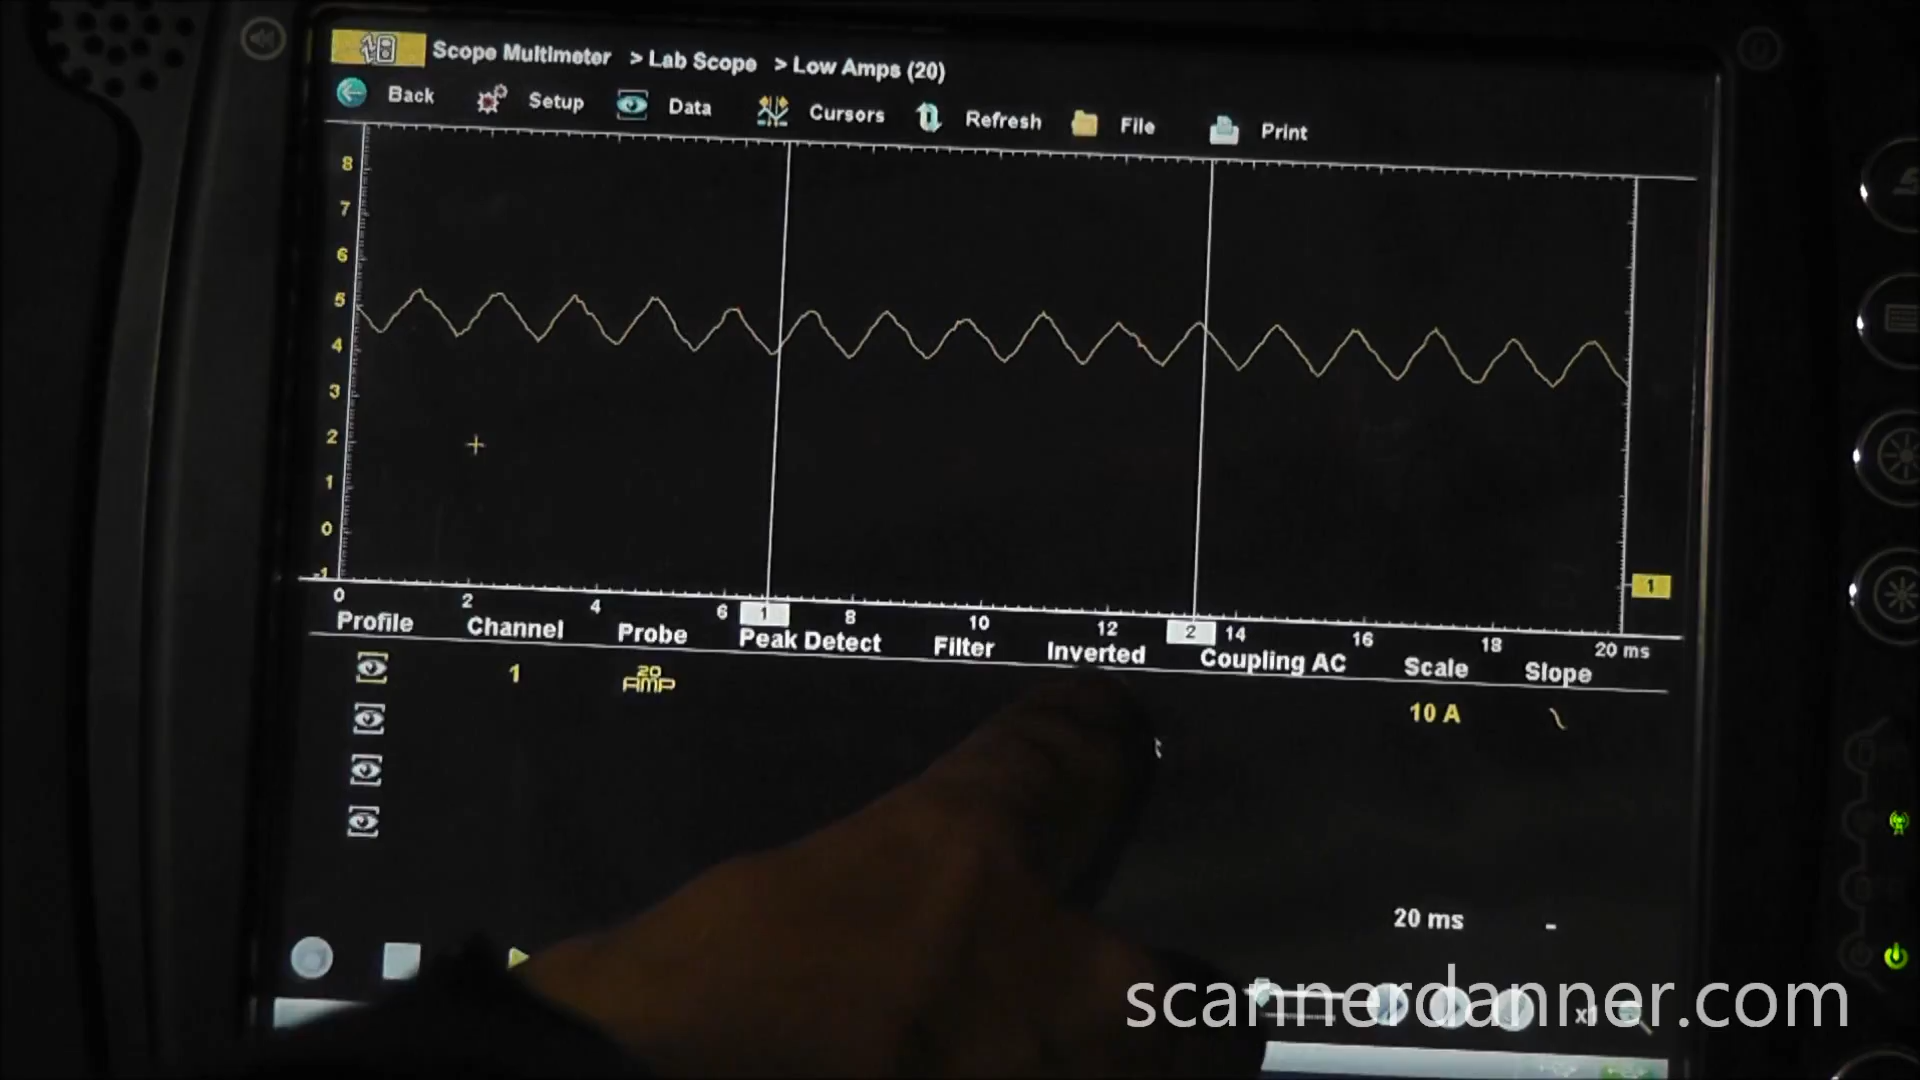 Scope Multimeter > Lab Scope > Low Amps (20)
Back Setup Data Cursors Refresh File Print
8
7
6
5
4
3
2
1
0
-1
1
0 2 4 6 1 8 10 12 2 14 16 18 20 ms
Profile Channel Probe Peak Detect Filter Inverted Coupling AC Scale Slope
1 20 AMP 10 A
20 ms -
x1
scannerdanner.com